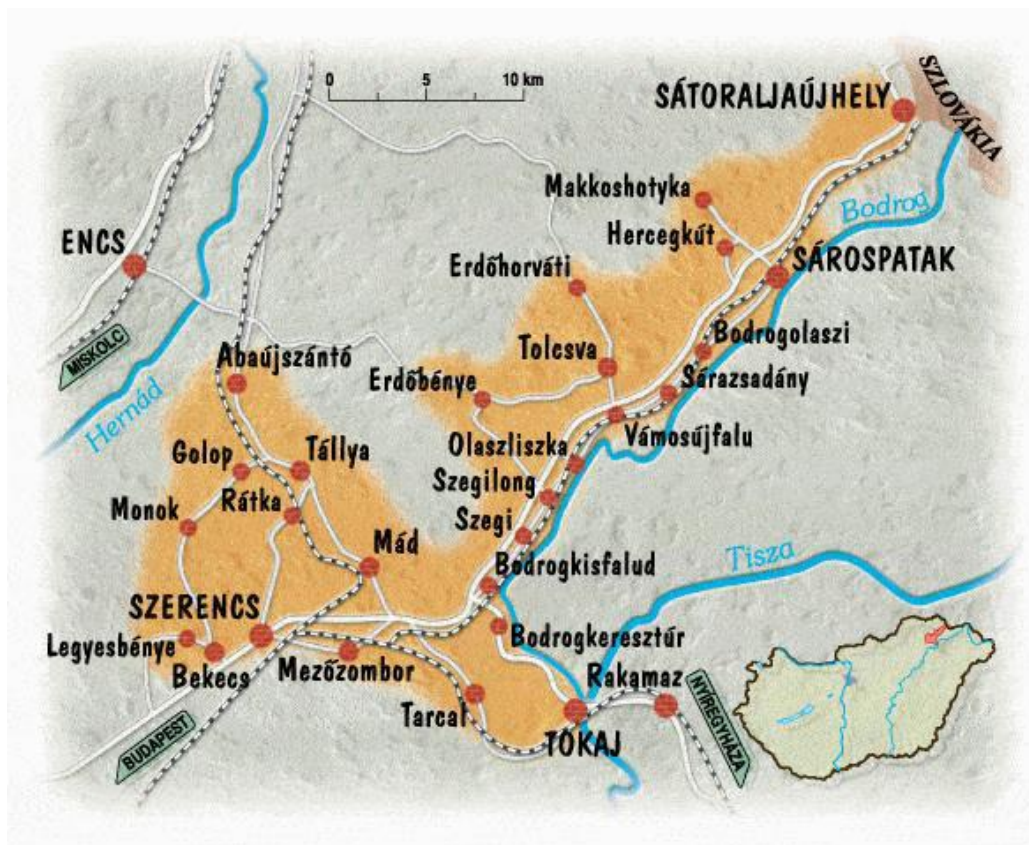 0 5 10 km
SÁTORALJAÚJHELY
SZLOVÁKIA
Makkoshotyka
Bodrog
Hercegkút
ENCS
SÁROSPATAK
Erdőhorváti
MISKOLC
Bodrogolaszi
Tolcsva
Abaújszántó
Erdőbénye
Sárazsadány
Hernád
Vámosújfalu
Olaszliszka
Golop
Tállya
Szegilong
Rátka
Monok
Szegi
Mád
Tisza
Bodrogkisfalud
SZERENCS
Bodrogkeresztúr
Legyesbénye
Mezőzombor
Bekecs
Rakamaz
Tarcal
NYÍREGYHÁZA
BUDAPEST
TOKAJ